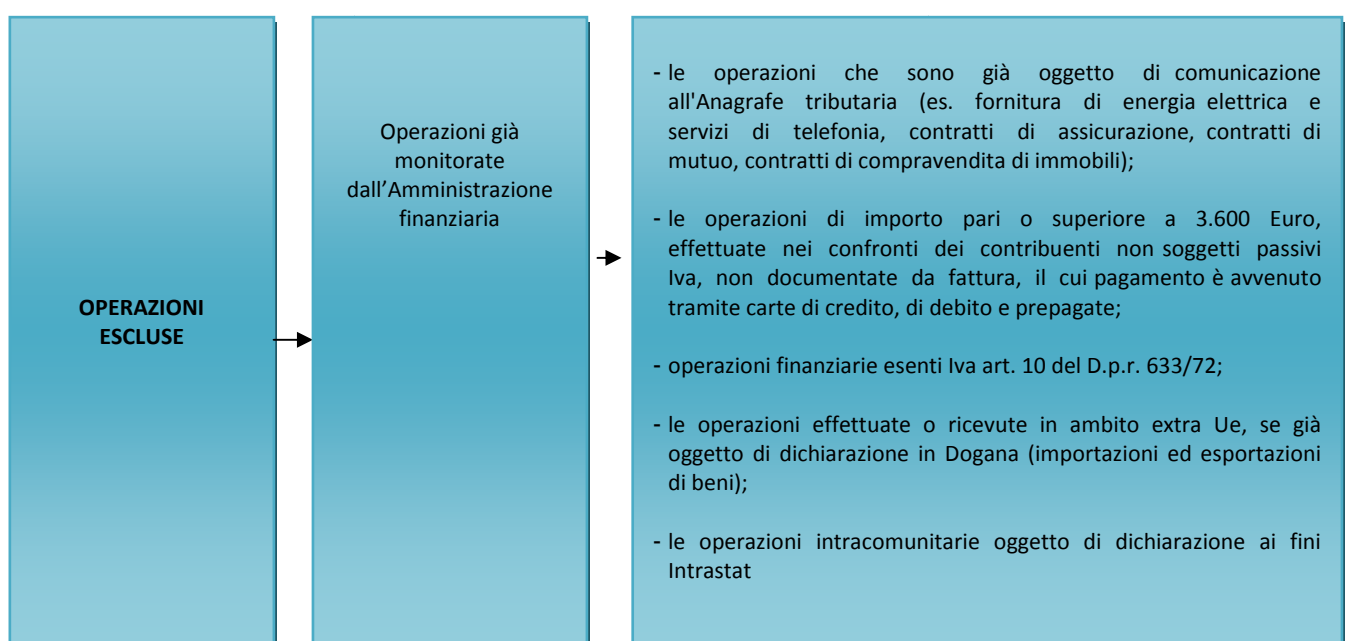 OPERAZIONI
ESCLUSE
Operazioni già
monitorate
dall’Amministrazione
finanziaria
- le operazioni che sono già oggetto di comunicazione
all'Anagrafe tributaria (es. fornitura di energia elettrica e
servizi di telefonia, contratti di assicurazione, contratti di
mutuo, contratti di compravendita di immobili);
- le operazioni di importo pari o superiore a 3.600 Euro,
effettuate nei confronti dei contribuenti non soggetti passivi
Iva, non documentate da fattura, il cui pagamento è avvenuto
tramite carte di credito, di debito e prepagate;
- operazioni finanziarie esenti Iva art. 10 del D.p.r. 633/72;
- le operazioni effettuate o ricevute in ambito extra Ue, se già
oggetto di dichiarazione in Dogana (importazioni ed esportazioni
di beni);
- le operazioni intracomunitarie oggetto di dichiarazione ai fini
Intrastat